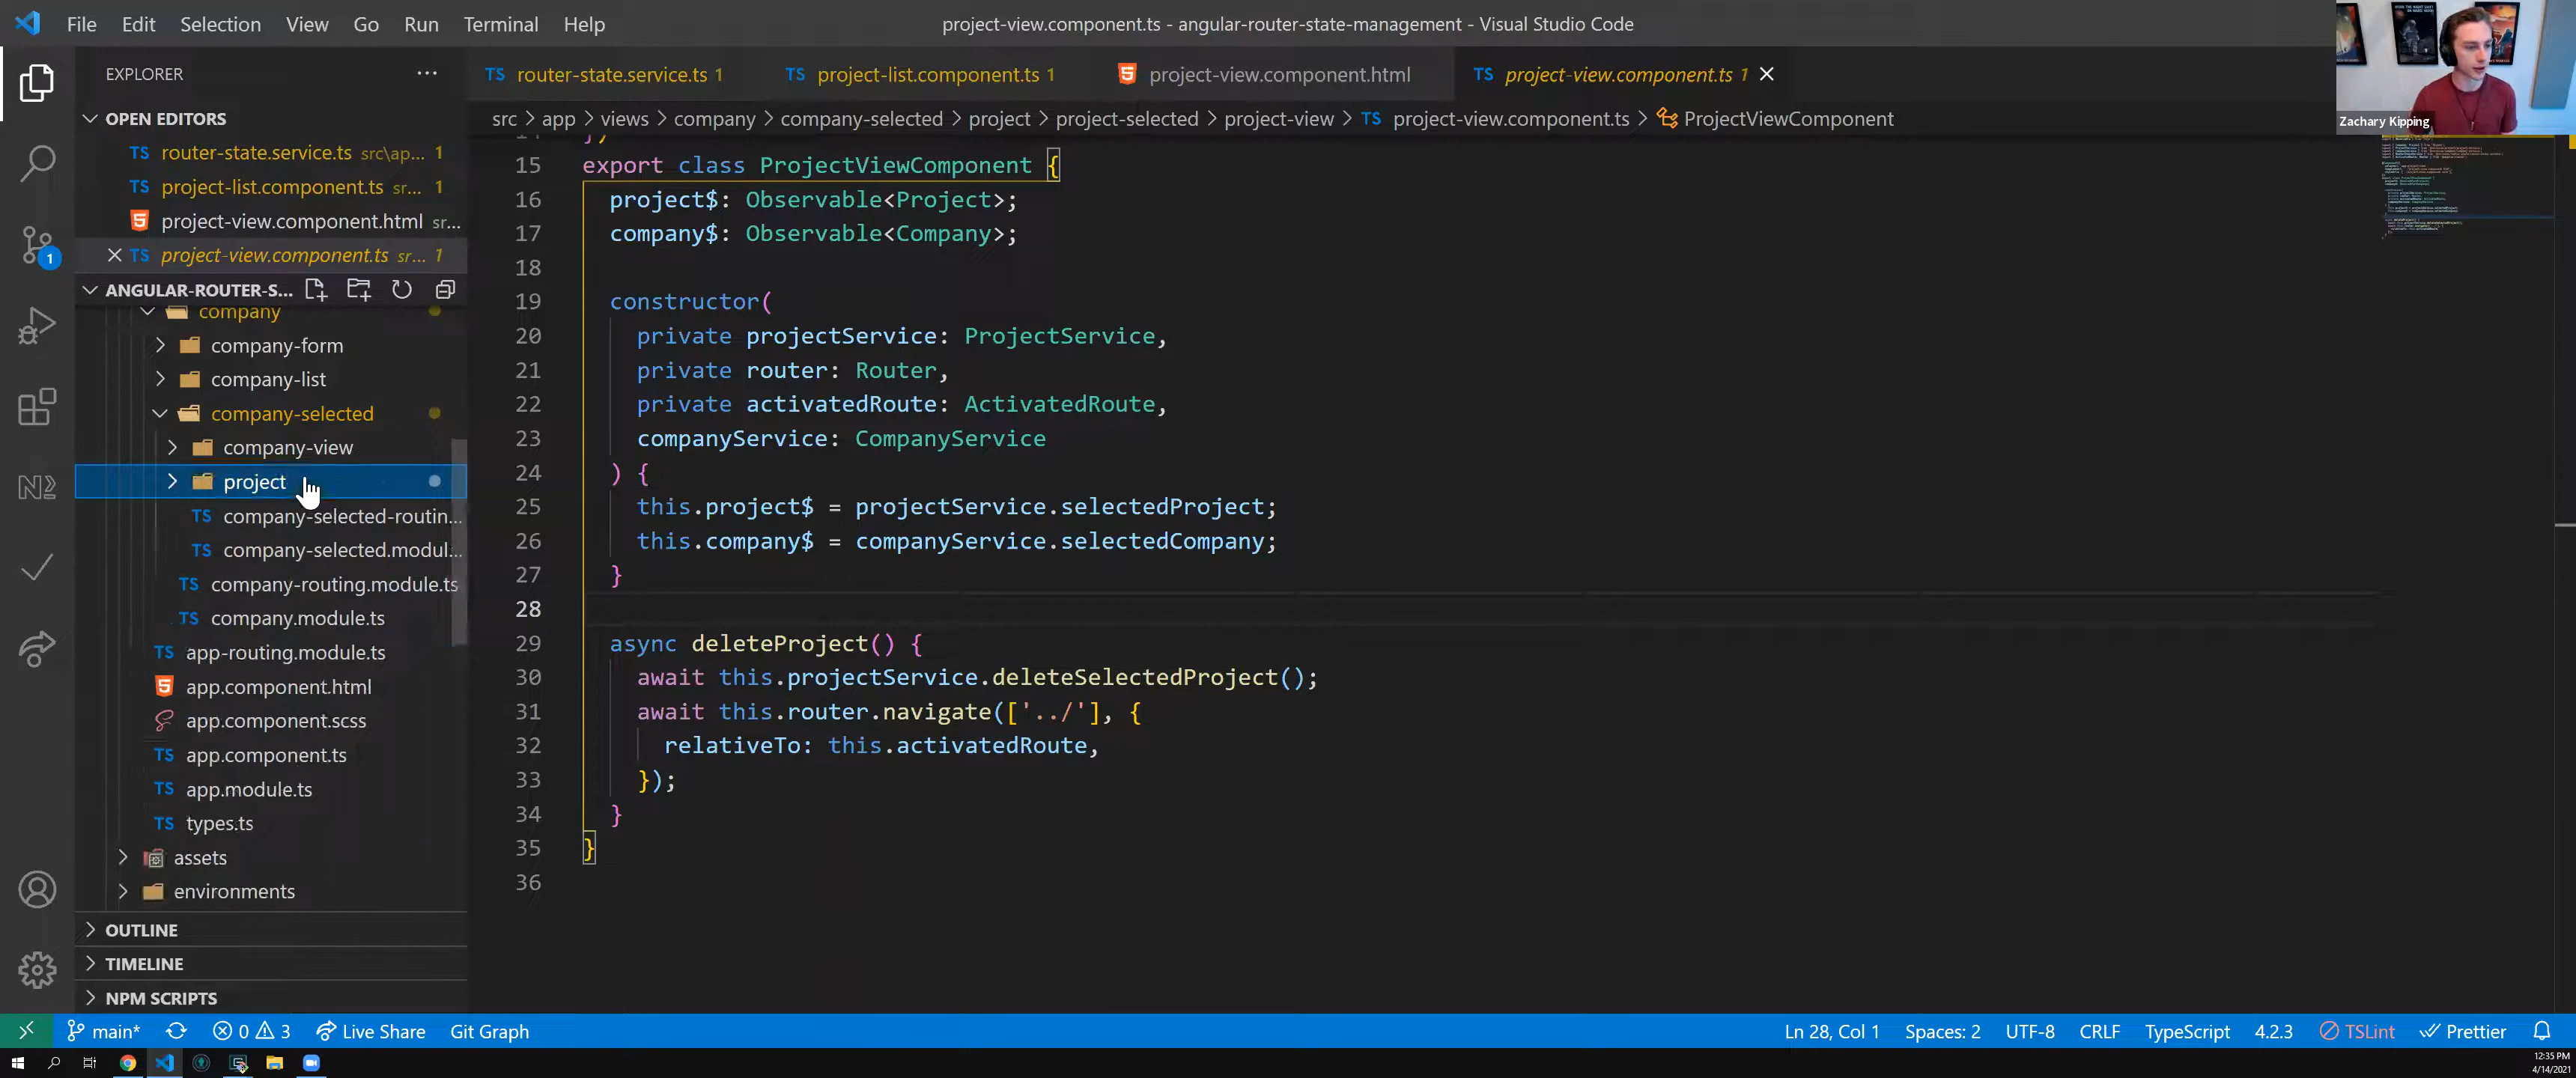 File Edit Selection View Go Run Terminal Help
project-view.component.ts - angular-router-state-management - Visual Studio Code
Zachary Kipping
EXPLORER
OPEN EDITORS
TS router-state.service.ts src\ap... 1
TS project-list.component.ts sr... 1
project-view.component.html sr...
TS project-view.component.ts sr... 1
ANGULAR-ROUTER-S...
company
company-form
company-list
company-selected
company-view
project
TS company-selected-routin...
TS company-selected.modul...
TS company-routing.module.ts
TS company.module.ts
TS app-routing.module.ts
app.component.html
app.component.scss
TS app.component.ts
TS app.module.ts
TS types.ts
assets
environments
OUTLINE
TIMELINE
NPM SCRIPTS
TS router-state.service.ts 1 TS project-list.component.ts 1 project-view.component.html TS project-view.component.ts 1
src > app > views > company > company-selected > project > project-selected > project-view > TS project-view.component.ts > ProjectViewComponent
15 export class ProjectViewComponent {
16 project$: Observable<Project>;
17 company$: Observable<Company>;
18
19 constructor(
20 private projectService: ProjectService,
21 private router: Router,
22 private activatedRoute: ActivatedRoute,
23 companyService: CompanyService
24 ) {
25 this.project$ = projectService.selectedProject;
26 this.company$ = companyService.selectedCompany;
27 }
28
29 async deleteProject() {
30 await this.projectService.deleteSelectedProject();
31 await this.router.navigate(['../'], {
32 relativeTo: this.activatedRoute,
33 });
34 }
35 }
36
1
main* 0 3 Live Share Git Graph
Ln 28, Col 1 Spaces: 2 UTF-8 CRLF TypeScript 4.2.3 TSLint Prettier
12:35 PM
4/14/2021